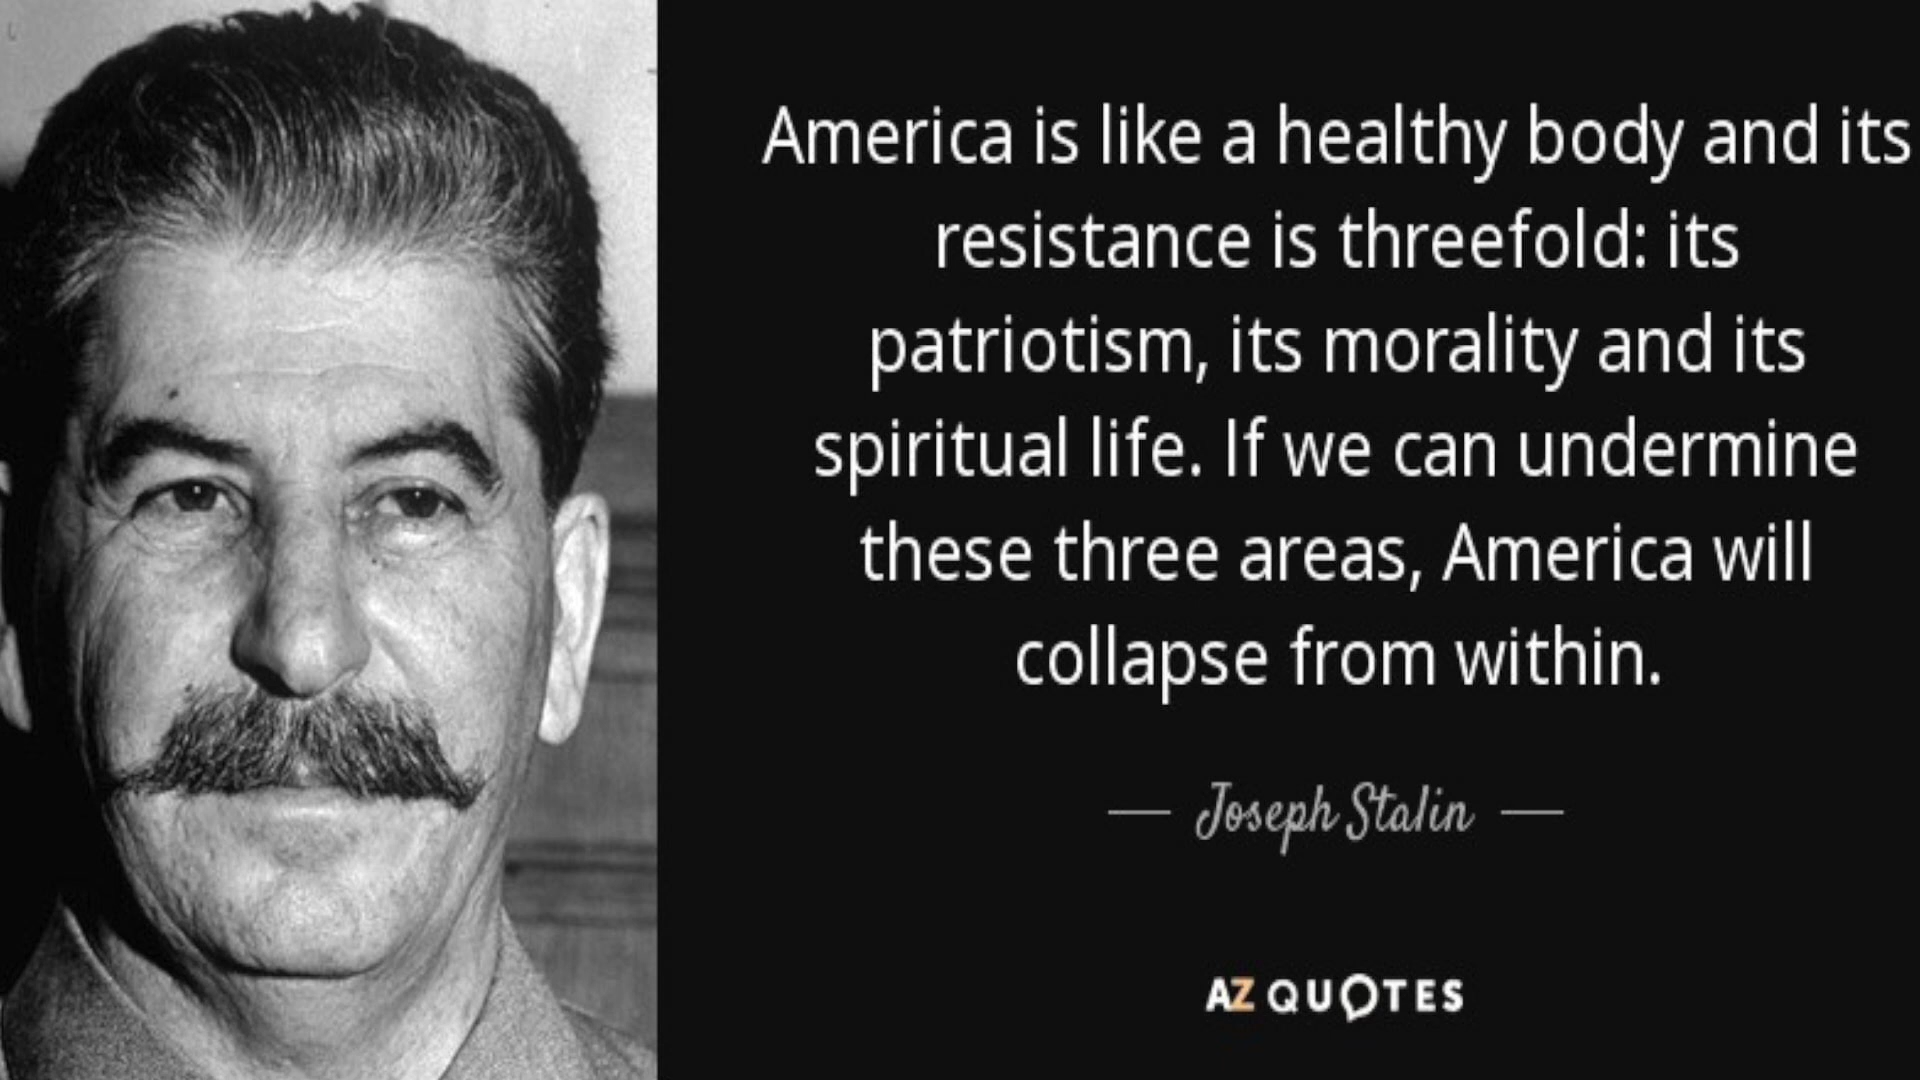 America is like a healthy body and its
resistance is threefold: its
patriotism, its morality and its
spiritual life. If we can undermine
these three areas, America will
collapse from within.
Joseph Stalin
AZ QUOTES